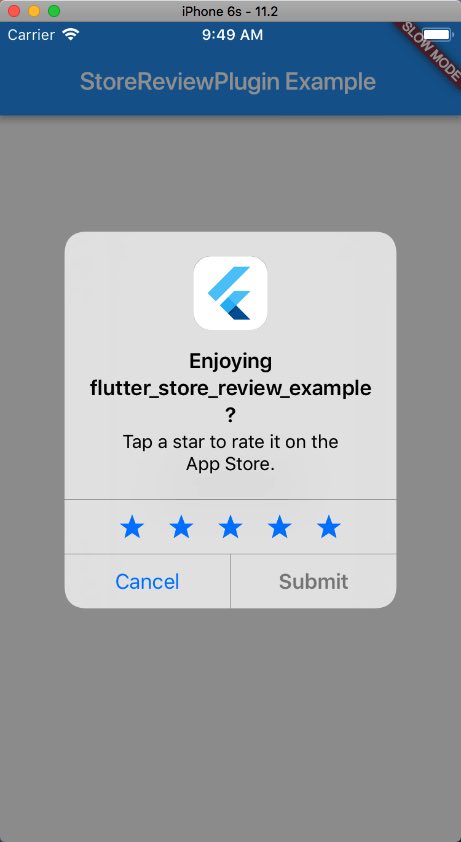 iPhone 6s - 11.2
Carrier 9:49 AM
SLOW MODE
StoreReviewPlugin Example
Enjoying
flutter_store_review_example
?
Tap a star to rate it on the
App Store.
Cancel Submit